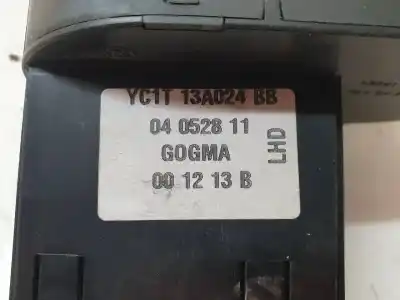 YC1T 13A024 BB
04 0528 11
GOGMA
00 12 13 B
LHD